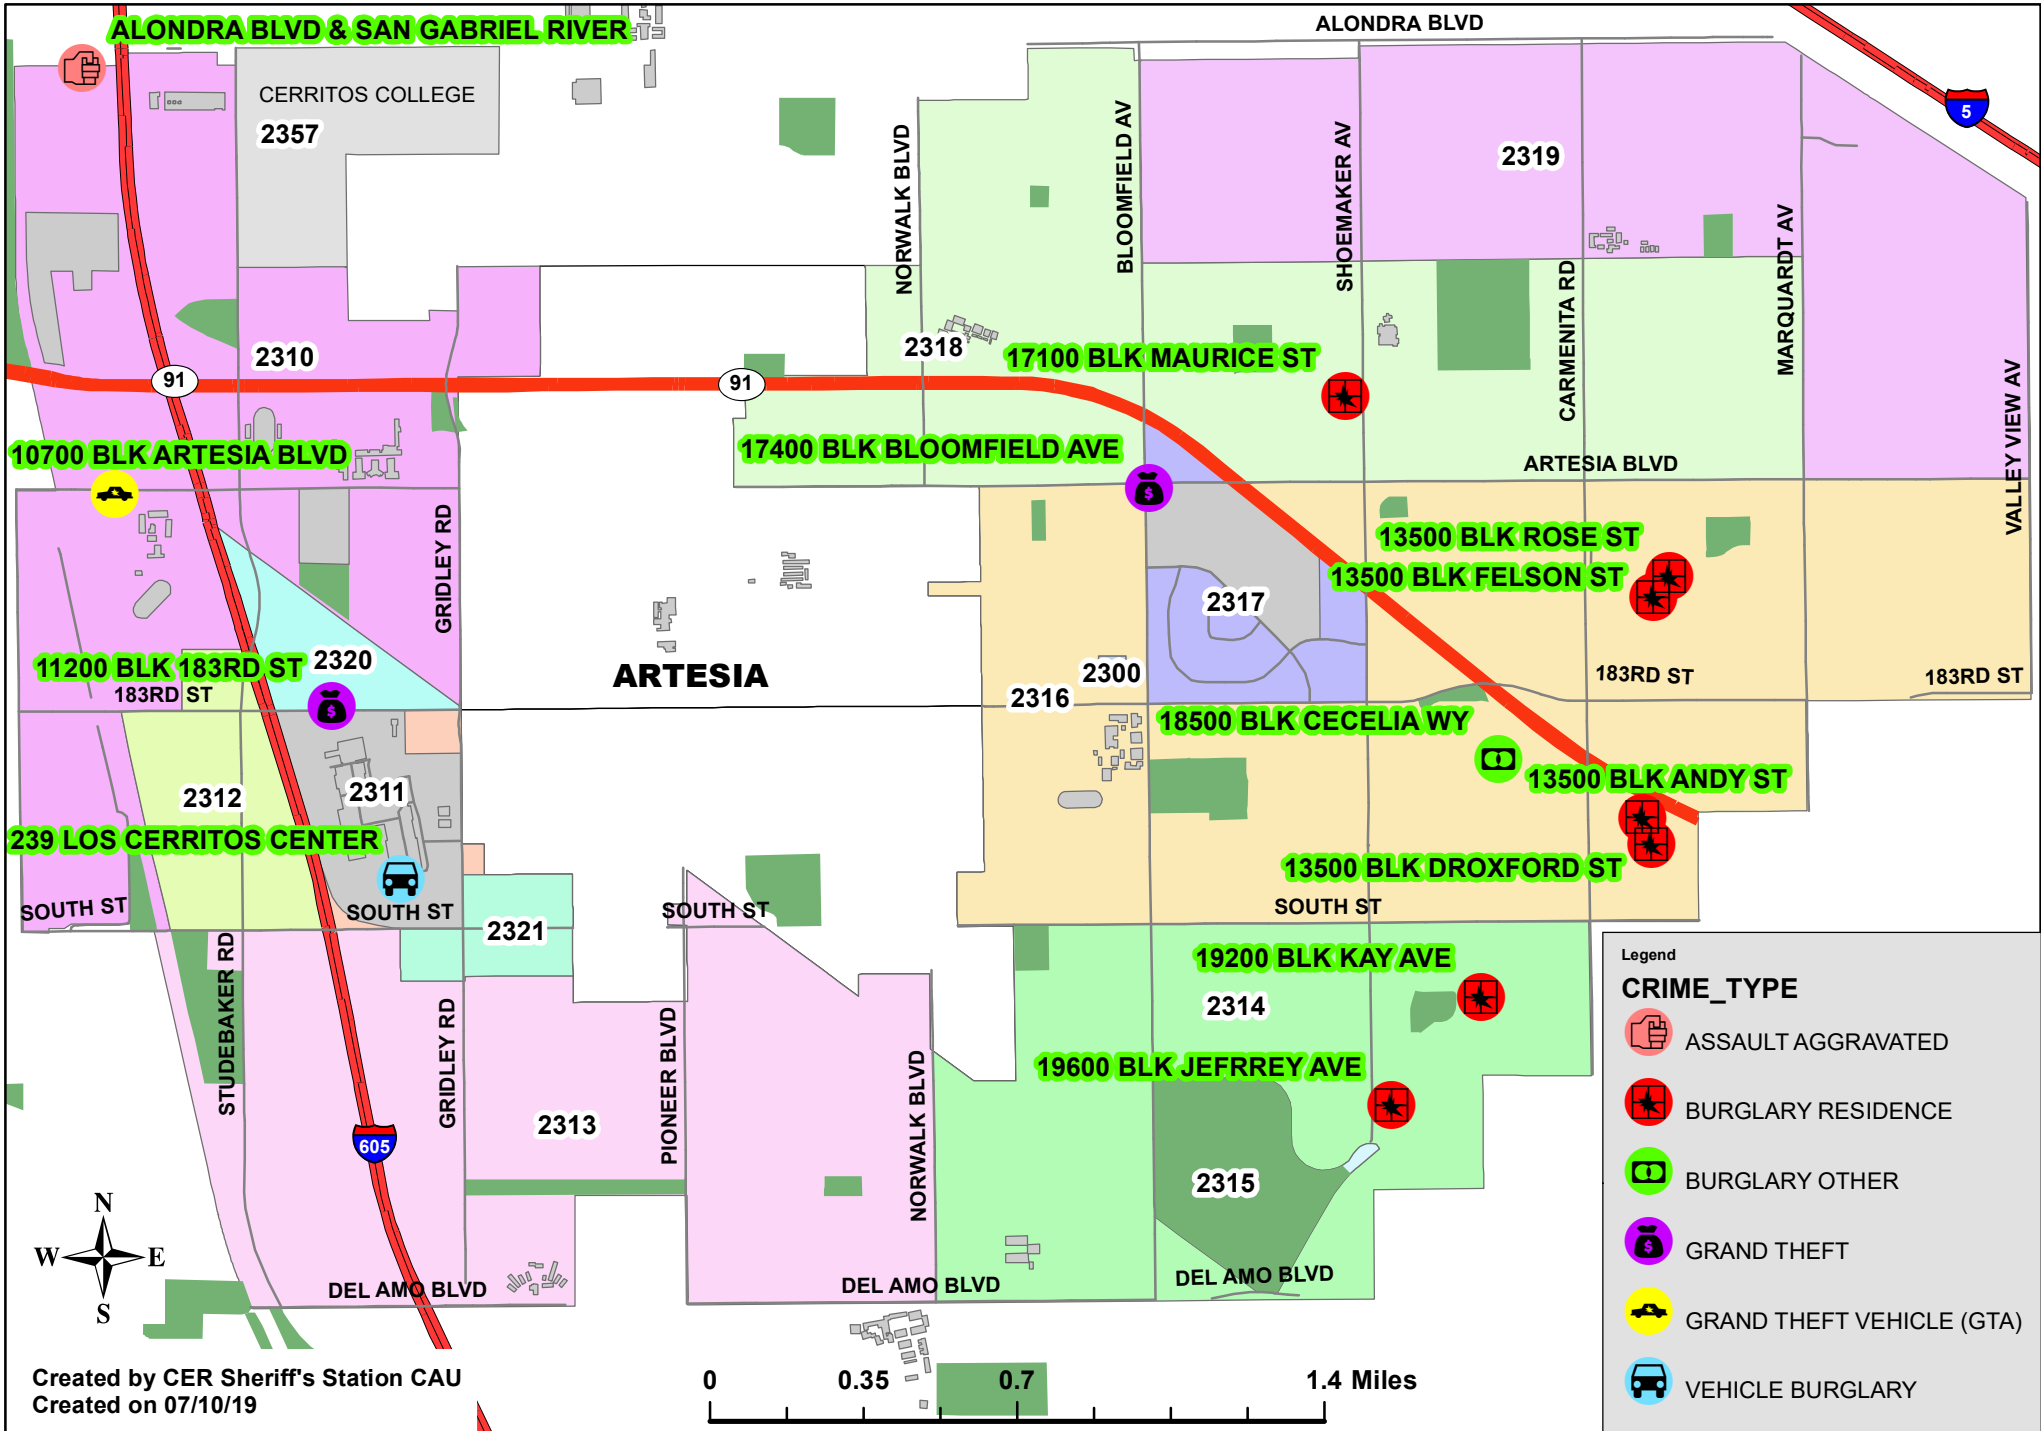 ALONDRA BLVD & SAN GABRIEL RIVER
ALONDRA BLVD
CERRITOS COLLEGE
2357
5
NORWALK BLVD
BLOOMFIELD AV
SHOEMAKER AV
2319
CARMENITA RD
MARQUARDT AV
VALLEY VIEW AV
2310
2318
17100 BLK MAURICE ST
91
91
10700 BLK ARTESIA BLVD
17400 BLK BLOOMFIELD AVE
ARTESIA BLVD
GRIDLEY RD
13500 BLK ROSE ST
13500 BLK FELSON ST
2317
11200 BLK 183RD ST
2320
183RD ST
ARTESIA
2300
2316
183RD ST
183RD ST
18500 BLK CECELIA WY
13500 BLK ANDY ST
2312
2311
239 LOS CERRITOS CENTER
13500 BLK DROXFORD ST
SOUTH ST
SOUTH ST
SOUTH ST
SOUTH ST
2321
STUDEBAKER RD
GRIDLEY RD
PIONEER BLVD
NORWALK BLVD
19200 BLK KAY AVE
2314
19600 BLK JEFRREY AVE
2313
605
2315
N
W
E
S
DEL AMO BLVD
DEL AMO BLVD
DEL AMO BLVD
Created by CER Sheriff's Station CAU
Created on 07/10/19
0 0.35 0.7 1.4 Miles
Legend
CRIME_TYPE
ASSAULT AGGRAVATED
BURGLARY RESIDENCE
BURGLARY OTHER
GRAND THEFT
GRAND THEFT VEHICLE (GTA)
VEHICLE BURGLARY